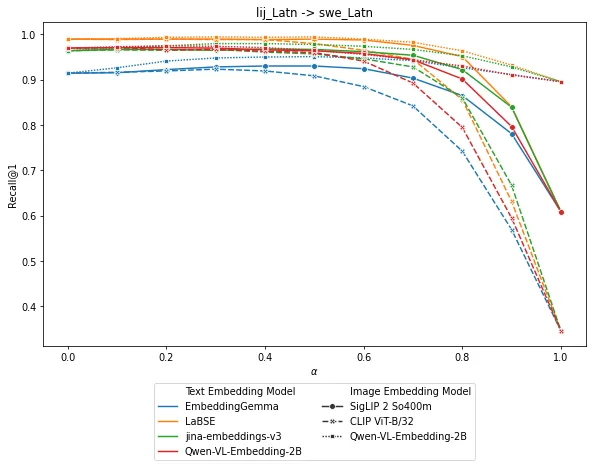 lij_Latn -> swe_Latn
1.0
0.9
0.8
0.7
0.6
0.5
0.4
Recall@1
0.0 0.2 0.4 0.6 0.8 1.0
α
Text Embedding Model Image Embedding Model
EmbeddingGemma SigLIP 2 So400m
LaBSE CLIP ViT-B/32
jina-embeddings-v3 Qwen-VL-Embedding-2B
Qwen-VL-Embedding-2B